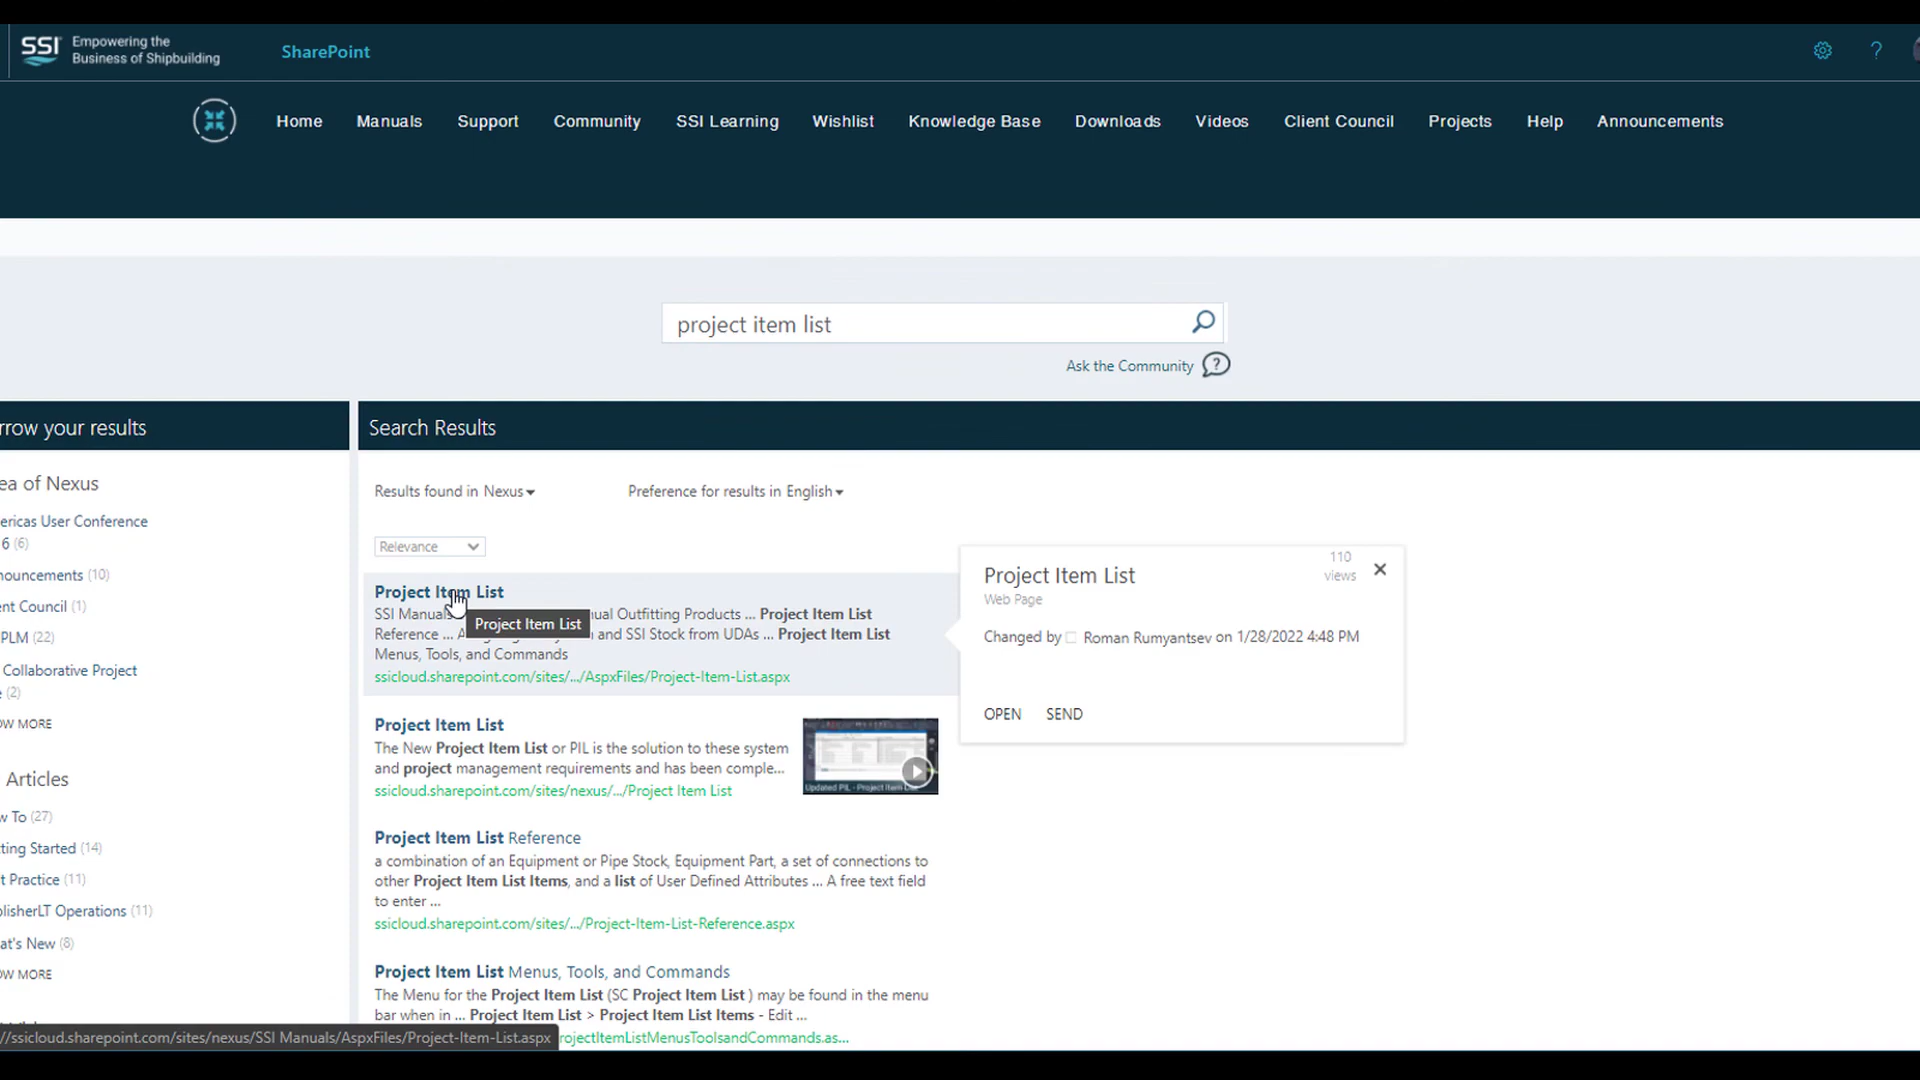 SSI
Empowering the
Business of Shipbuilding
SharePoint
?
Home Manuals Support Community SSI Learning Wishlist Knowledge Base Downloads Videos Client Council Projects Help Announcements
project item list
Ask the Community
rrow your results
Search Results
ea of Nexus
ericas User Conference
6 (6)
nouncements (10)
ent Council (1)
PLM (22)
Collaborative Project
(2)
OW MORE
Articles
w To (27)
tting Started (14)
t Practice (11)
blisherLT Operations (11)
at's New (8)
OW MORE
Results found in Nexus
Preference for results in English
Relevance
Project Item List
SSI Manuals
nual Outfitting Products ... Project Item List
Project Item List
Reference ...
and SSI Stock from UDAs ... Project Item List
Menus, Tools, and Commands
ssicloud.sharepoint.com/sites/.../AspxFiles/Project-Item-List.aspx
Project Item List
The New Project Item List or PIL is the solution to these system
and project management requirements and has been comple...
ssicloud.sharepoint.com/sites/nexus/.../Project Item List
Updated PIL - Project Item List
Project Item List Reference
a combination of an Equipment or Pipe Stock, Equipment Part, a set of connections to
other Project Item List Items, and a list of User Defined Attributes ... A free text field
to enter ...
ssicloud.sharepoint.com/sites/.../Project-Item-List-Reference.aspx
Project Item List Menus, Tools, and Commands
The Menu for the Project Item List (SC Project Item List ) may be found in the menu
bar when in ... Project Item List > Project Item List Items - Edit ...
rojectItemListMenusToolsandCommands.as...
Project Item List
110
views
Web Page
Changed by Roman Rumyantsev on 1/28/2022 4:48 PM
OPEN SEND
//ssicloud.sharepoint.com/sites/nexus/SSI Manuals/AspxFiles/Project-Item-List.aspx